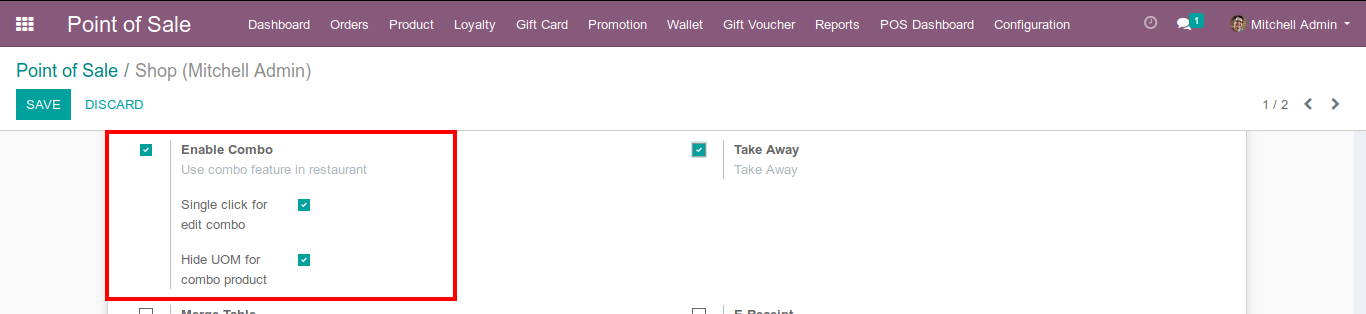 Point of Sale Dashboard Orders Product Loyalty Gift Card Promotion Wallet Gift Voucher Reports POS Dashboard Configuration 1 Mitchell Admin
Point of Sale / Shop (Mitchell Admin)
SAVE DISCARD 1 / 2
Enable Combo
Use combo feature in restaurant
Single click for
edit combo
Hide UOM for
combo product
Take Away
Take Away
Merge Table
E-Receipt